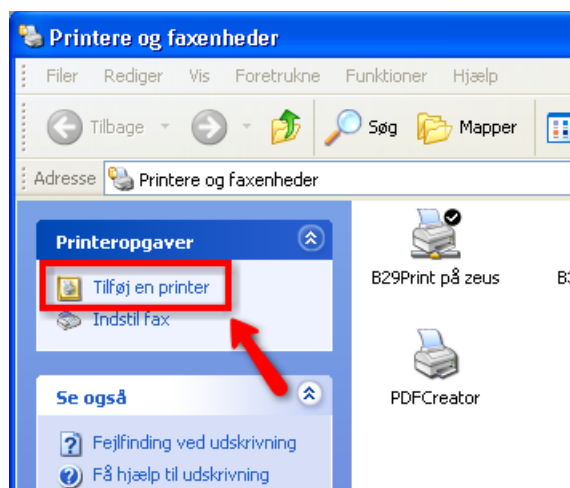 Printere og faxenheder
Filer Rediger Vis Foretrukne Funktioner Hjælp
Tilbage Søg Mapper
Adresse Printere og faxenheder
Printeropgaver
Tilføj en printer
Indstil fax
Se også
Fejlfinding ved udskrivning
Få hjælp til udskrivning
B29Print på zeus
PDFCreator